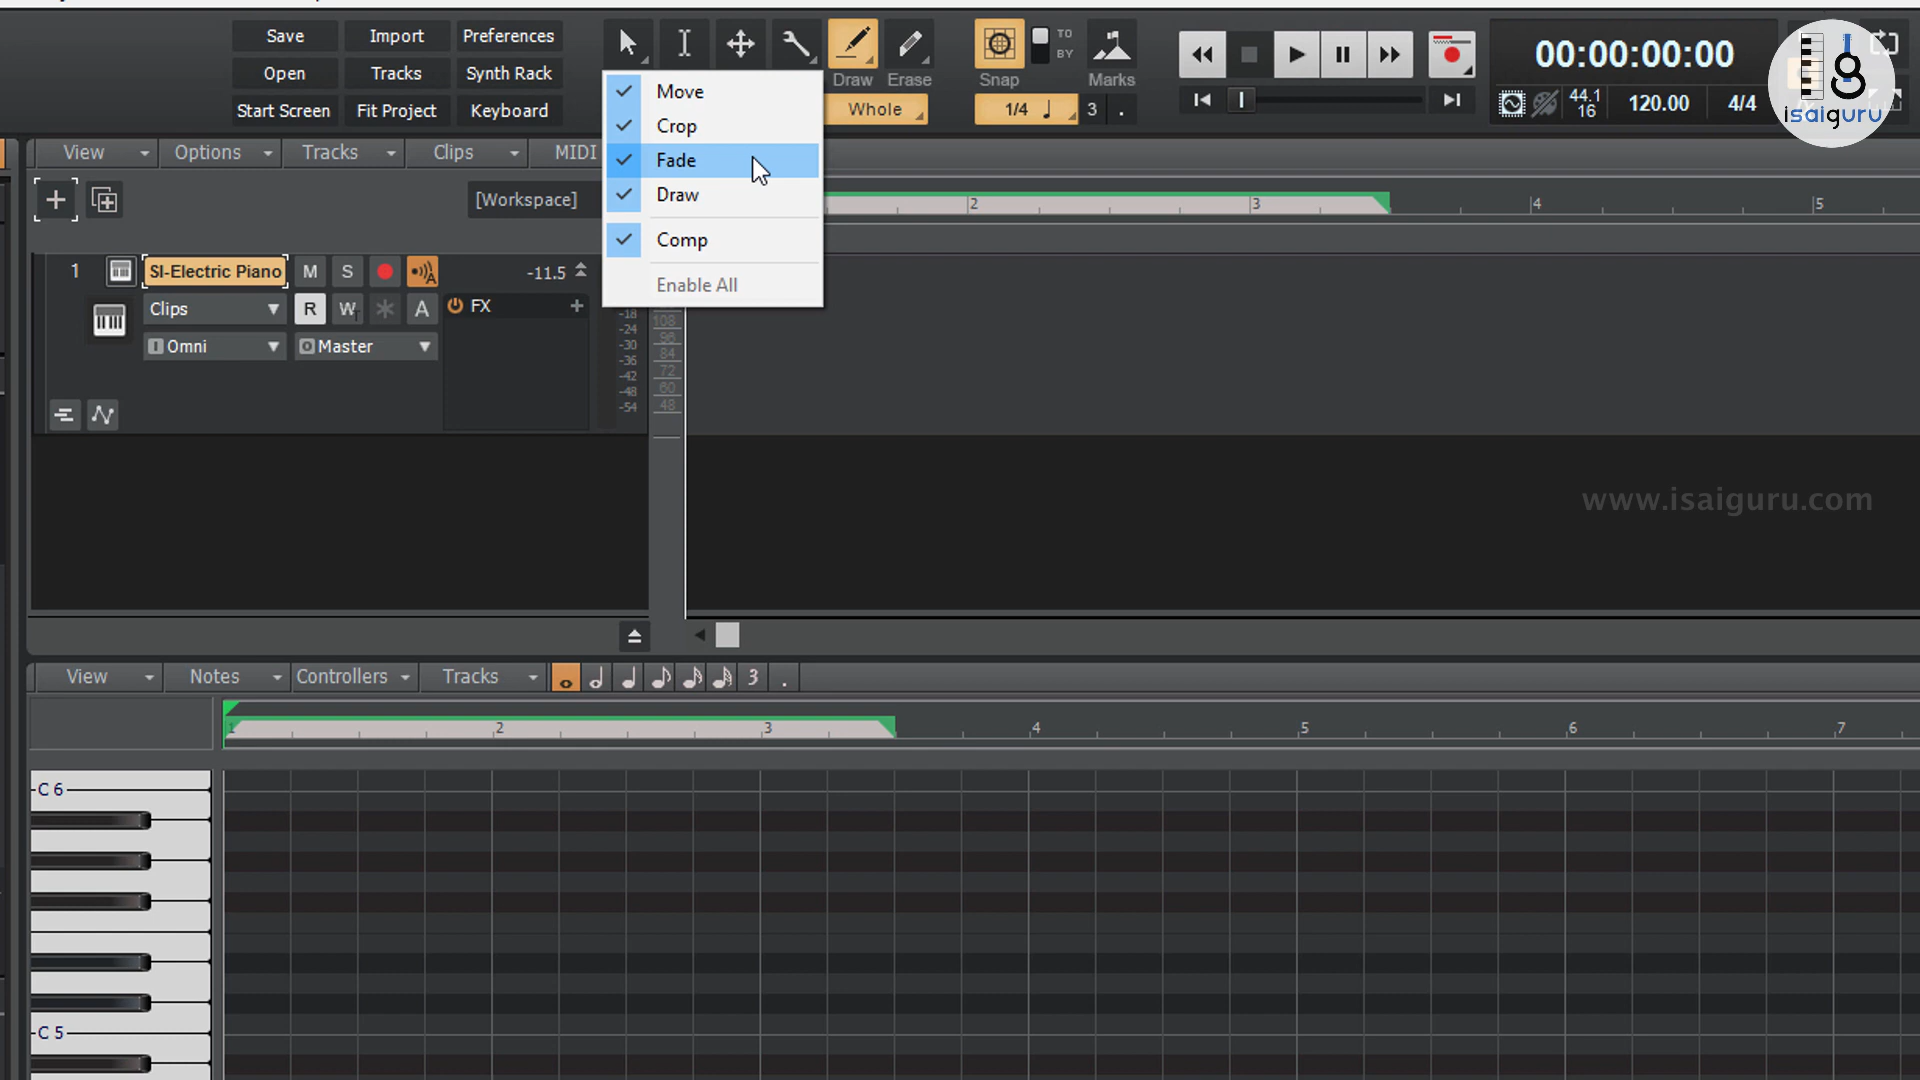 Save
Import
Preferences
Open
Tracks
Synth Rack
Start Screen
Fit Project
Keyboard
Draw
Erase
Whole
Snap
TO
BY
1/4
3
.
Marks
00:00:00:00
44.1
16
120.00
4/4
isaiguru
Move
Crop
Fade
Draw
Comp
Enable All
View
Options
Tracks
Clips
MIDI
[Workspace]
2
3
4
5
1
SI-Electric Piano
M
S
A
-11.5
Clips
R
W
A
FX
Omni
Master
-18
-24
-30
-36
-42
-48
-54
108
96
84
72
60
48
www.isaiguru.com
View
Notes
Controllers
Tracks
3
.
1
2
3
4
5
6
7
C 6
C 5